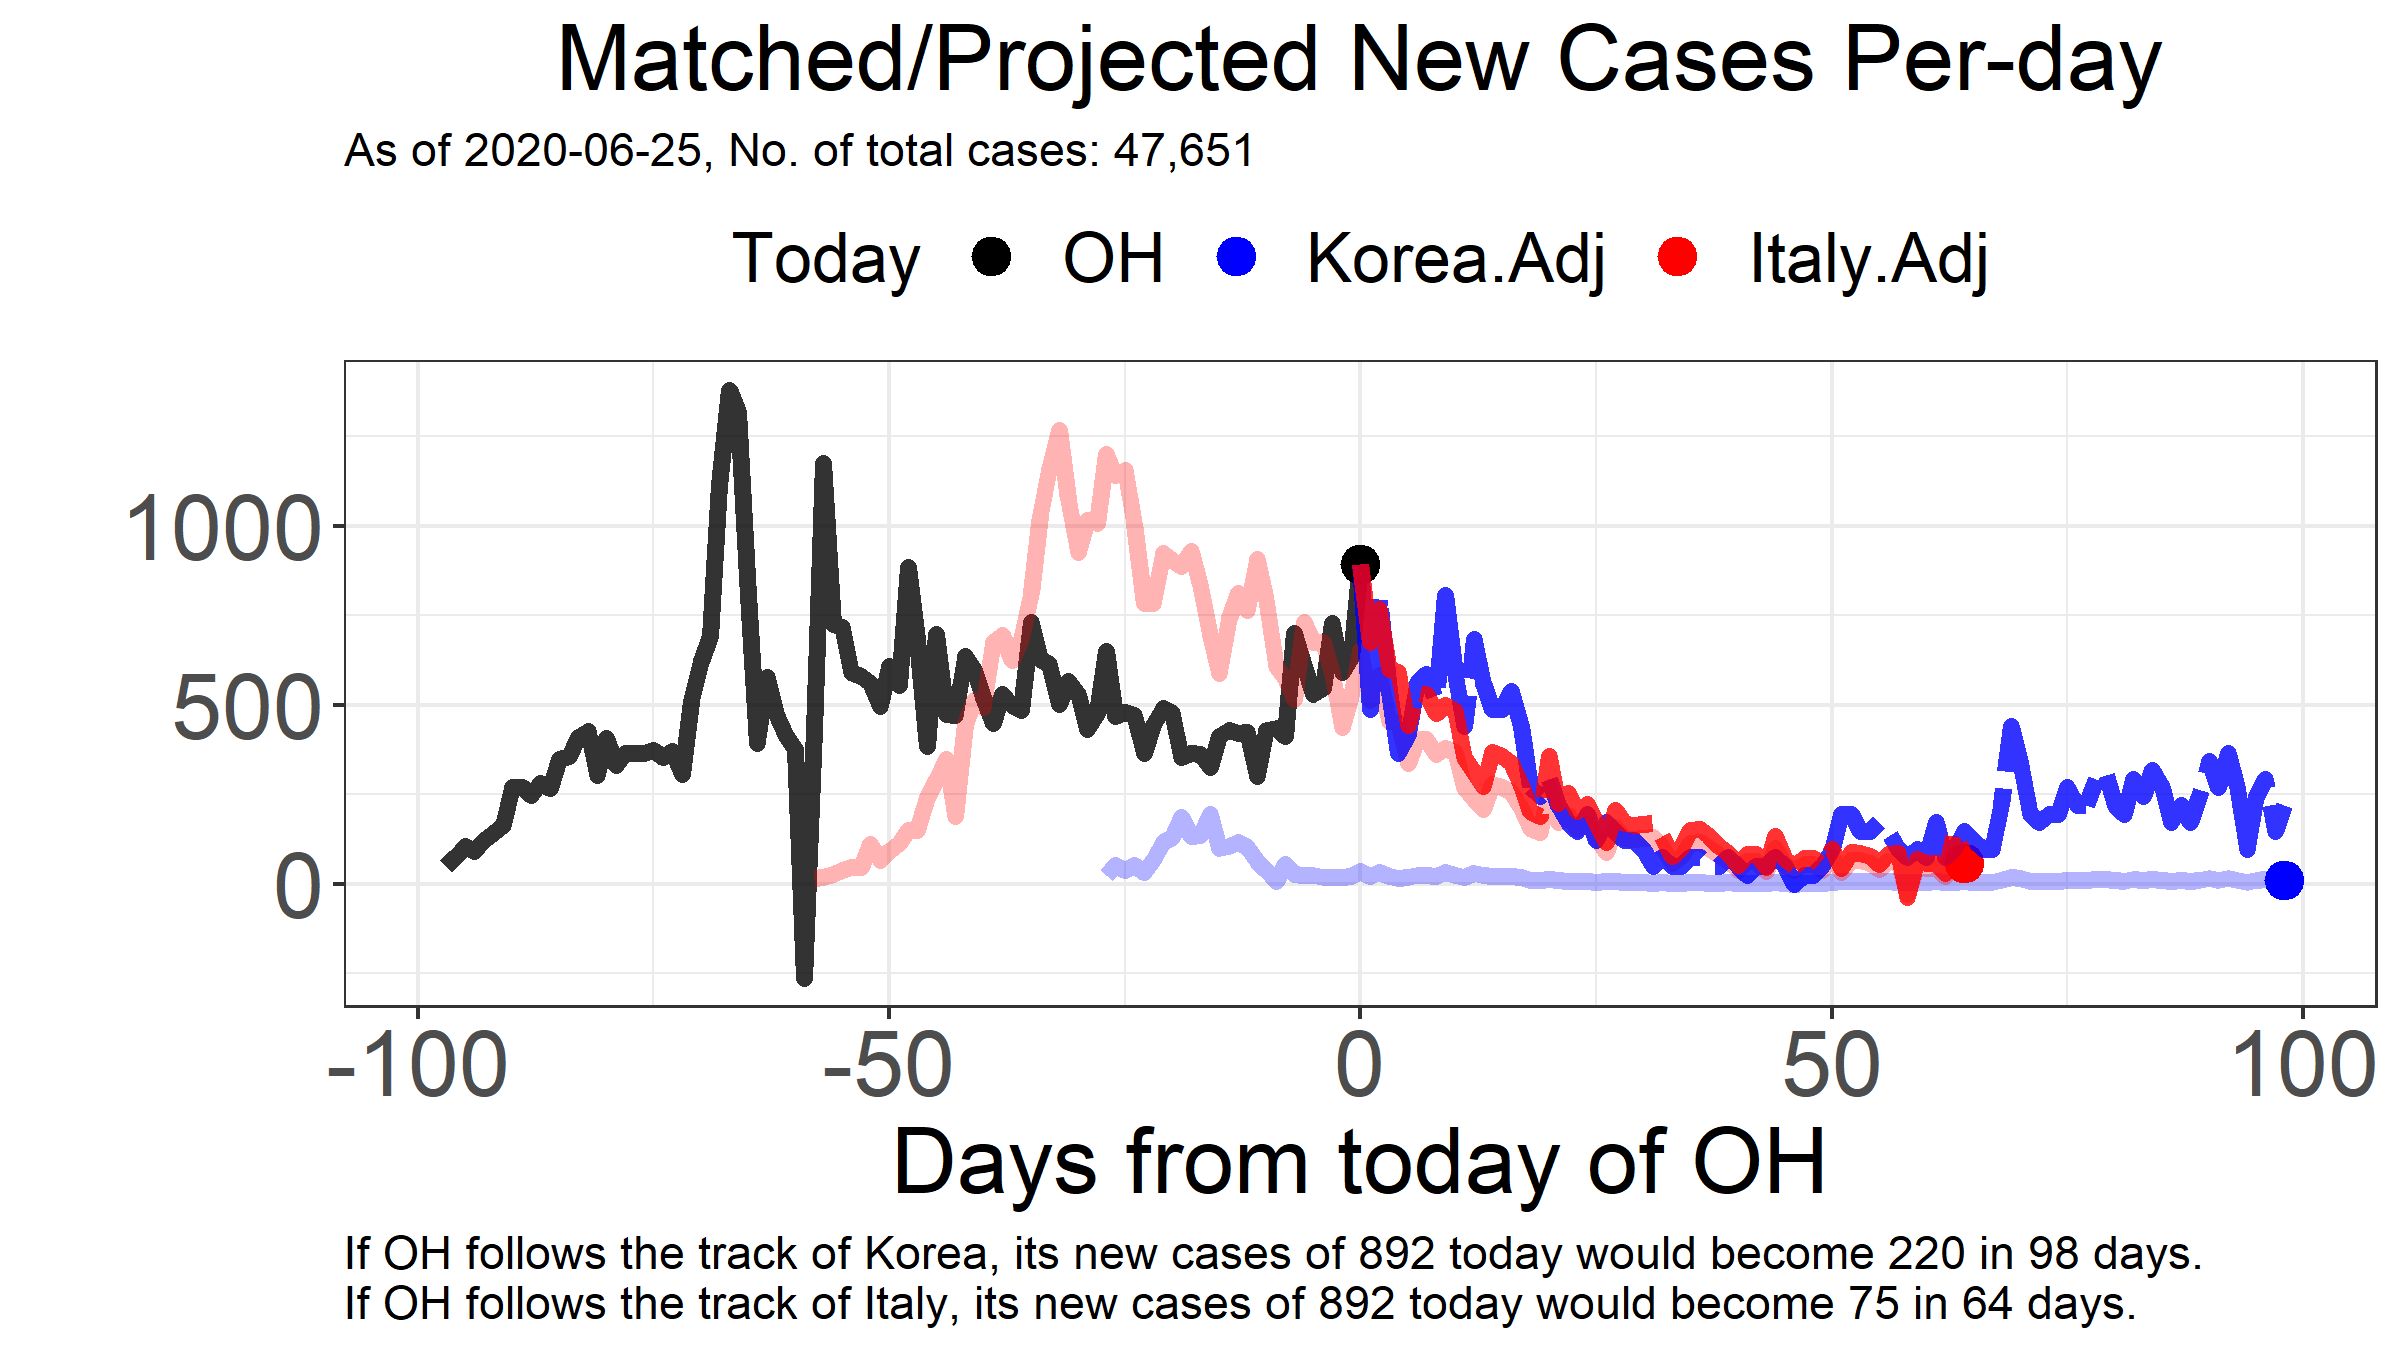 Matched/Projected New Cases Per-day
As of 2020-06-25, No. of total cases: 47,651
Today OH Korea.Adj Italy.Adj
1000
500
0
-100 -50 0 50 100
Days from today of OH
If OH follows the track of Korea, its new cases of 892 today would become 220 in 98 days.
If OH follows the track of Italy, its new cases of 892 today would become 75 in 64 days.